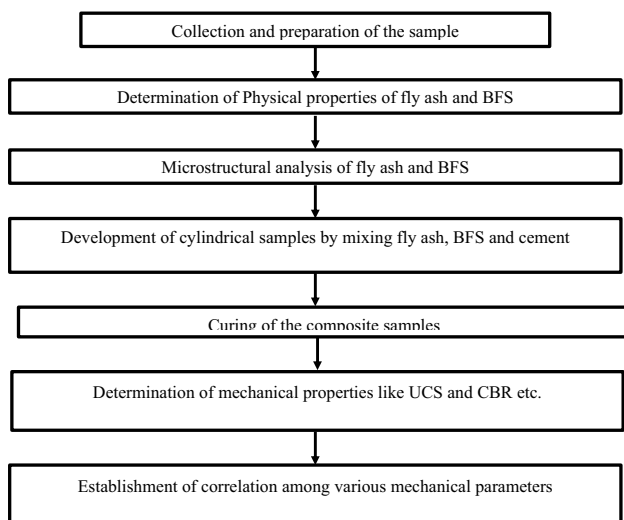 Collection and preparation of the sample
Determination of Physical properties of fly ash and BFS
Microstructural analysis of fly ash and BFS
Development of cylindrical samples by mixing fly ash, BFS and cement
Curing of the composite samples
Determination of mechanical properties like UCS and CBR etc.
Establishment of correlation among various mechanical parameters